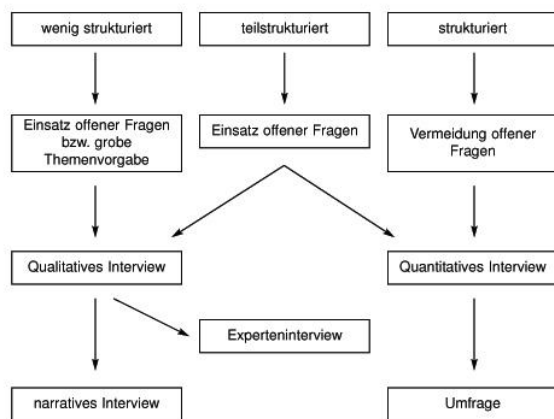 wenig strukturiert
teilstrukturiert
strukturiert
Einsatz offener Fragen
bzw. grobe
Themenvorgabe
Einsatz offener Fragen
Vermeidung offener
Fragen
Qualitatives Interview
Quantitatives Interview
Experteninterview
narratives Interview
Umfrage